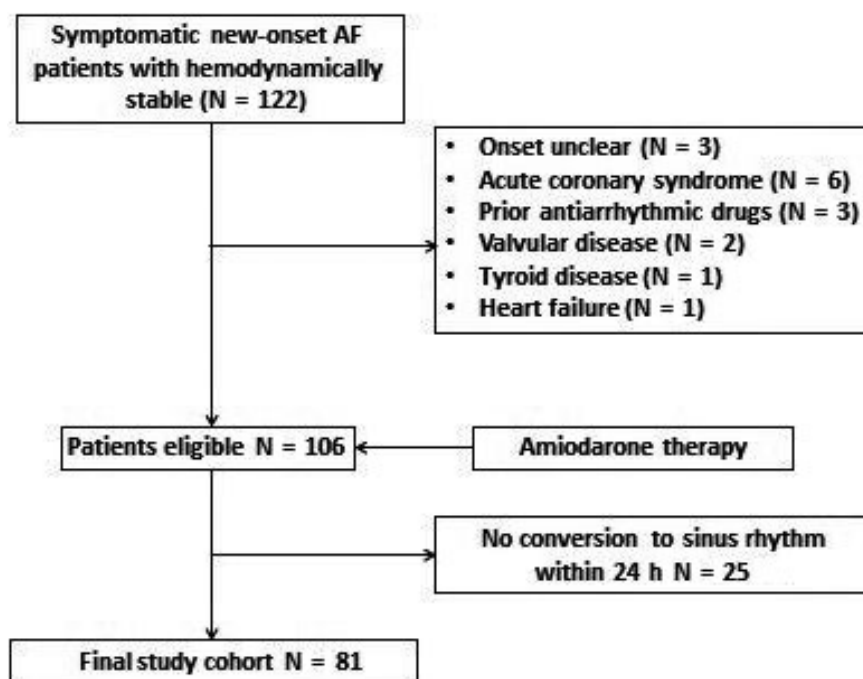 Symptomatic new-onset AF
patients with hemodynamically
stable (N = 122)
• Onset unclear (N = 3)
• Acute coronary syndrome (N = 6)
• Prior antiarrhythmic drugs (N = 3)
• Valvular disease (N = 2)
• Tyroid disease (N = 1)
• Heart failure (N = 1)
Patients eligible N = 106
Amiodarone therapy
No conversion to sinus rhythm
within 24 h N = 25
Final study cohort N = 81